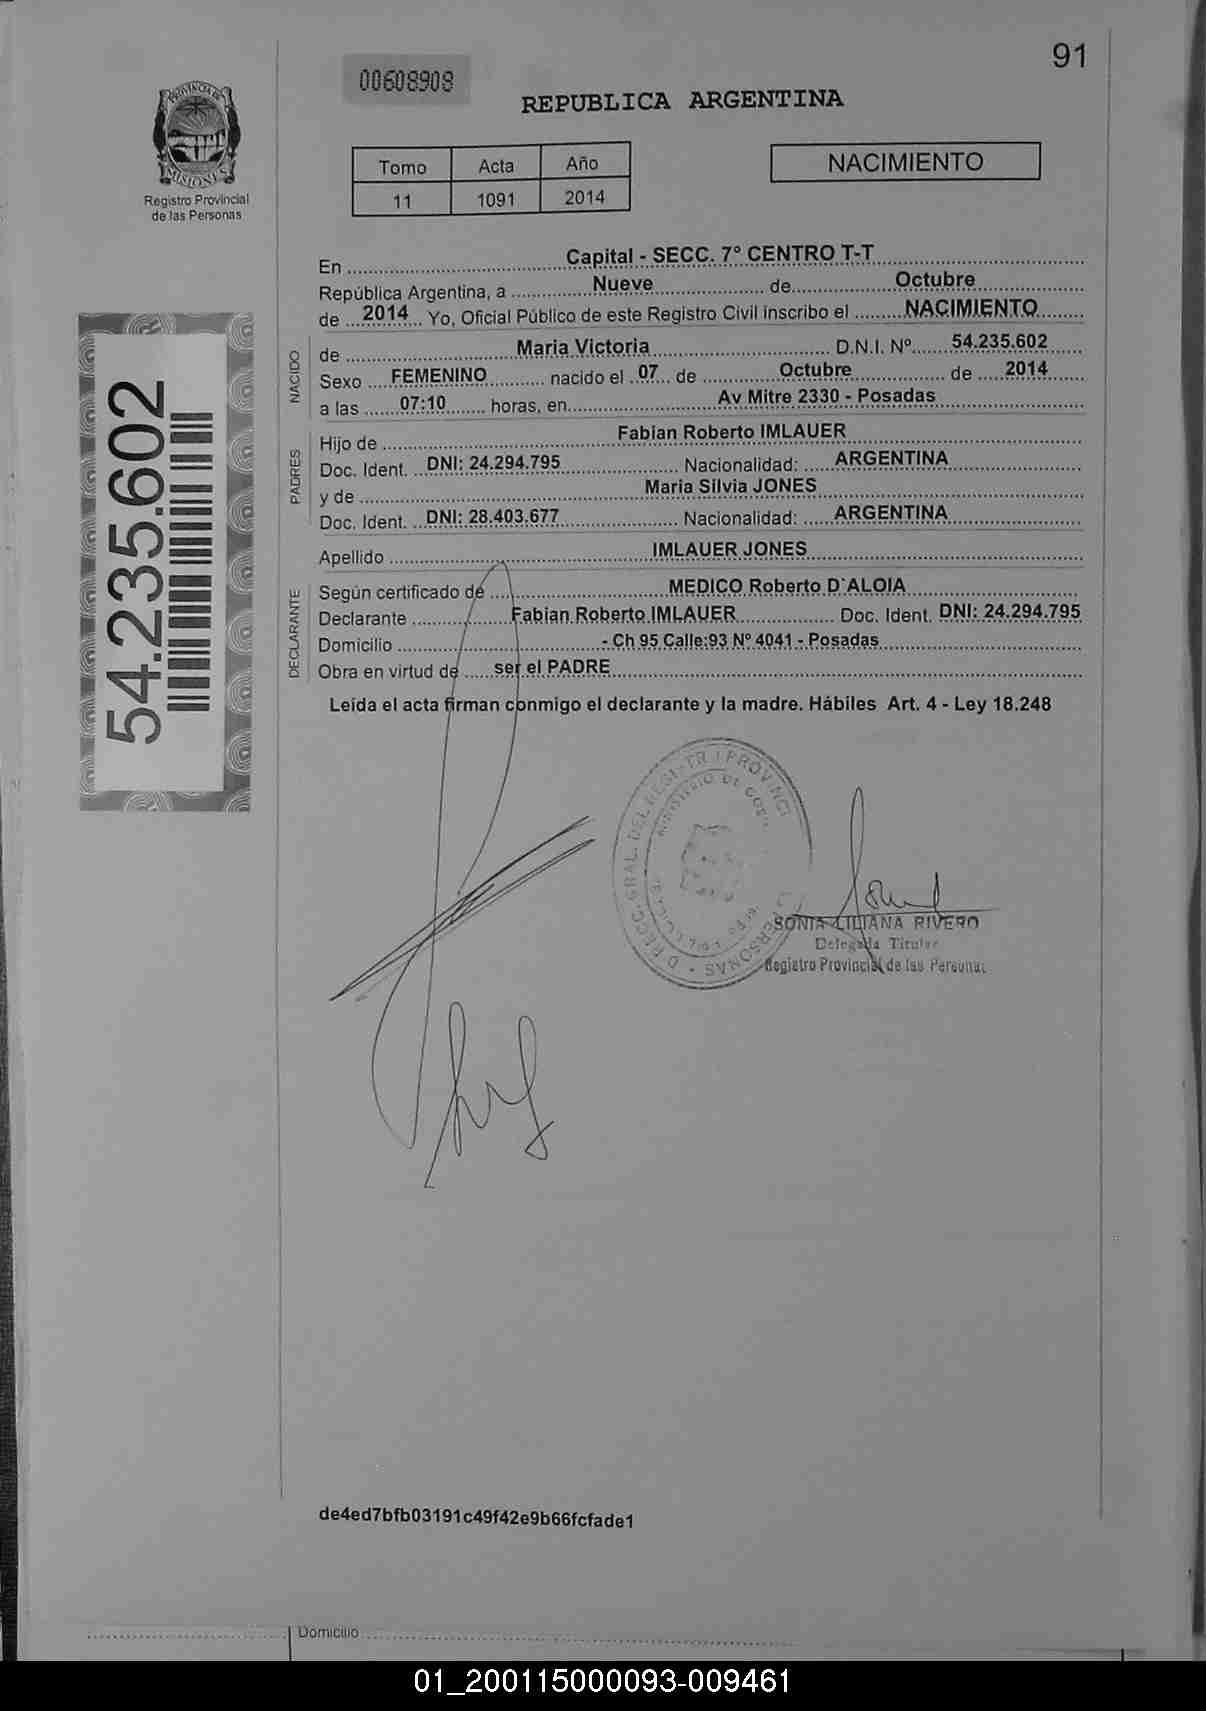 91
00608908
REPUBLICA ARGENTINA
PROVINCIA DE
MISIONES
Registro Provincial
de las Personas
Tomo Acta Año
11 1091 2014
NACIMIENTO
En Capital - SECC. 7° CENTRO T-T
República Argentina, a Nueve de Octubre
de 2014 Yo, Oficial Público de este Registro Civil inscribo el NACIMIENTO
NACIDO
de Maria Victoria D.N.I. Nº 54.235.602
Sexo FEMENINO nacido el 07 de Octubre de 2014
a las 07:10 horas, en Av Mitre 2330 - Posadas
PADRES
Hijo de Fabian Roberto IMLAUER
Doc. Ident. DNI: 24.294.795 Nacionalidad: ARGENTINA
y de Maria Silvia JONES
Doc. Ident. DNI: 28.403.677 Nacionalidad: ARGENTINA
Apellido IMLAUER JONES
DECLARANTE
Según certificado de MEDICO Roberto D`ALOIA
Declarante Fabian Roberto IMLAUER Doc. Ident. DNI: 24.294.795
Domicilio - Ch 95 Calle:93 Nº 4041 - Posadas
Obra en virtud de ser el PADRE
Leída el acta firman conmigo el declarante y la madre. Hábiles Art. 4 - Ley 18.248
54.235.602
SONIA LILIANA RIVERO
Delegada Titular
Registro Provincial de las Personas
de4ed7bfb03191c49f42e9b66fcfade1
Domicilio
01_200115000093-009461